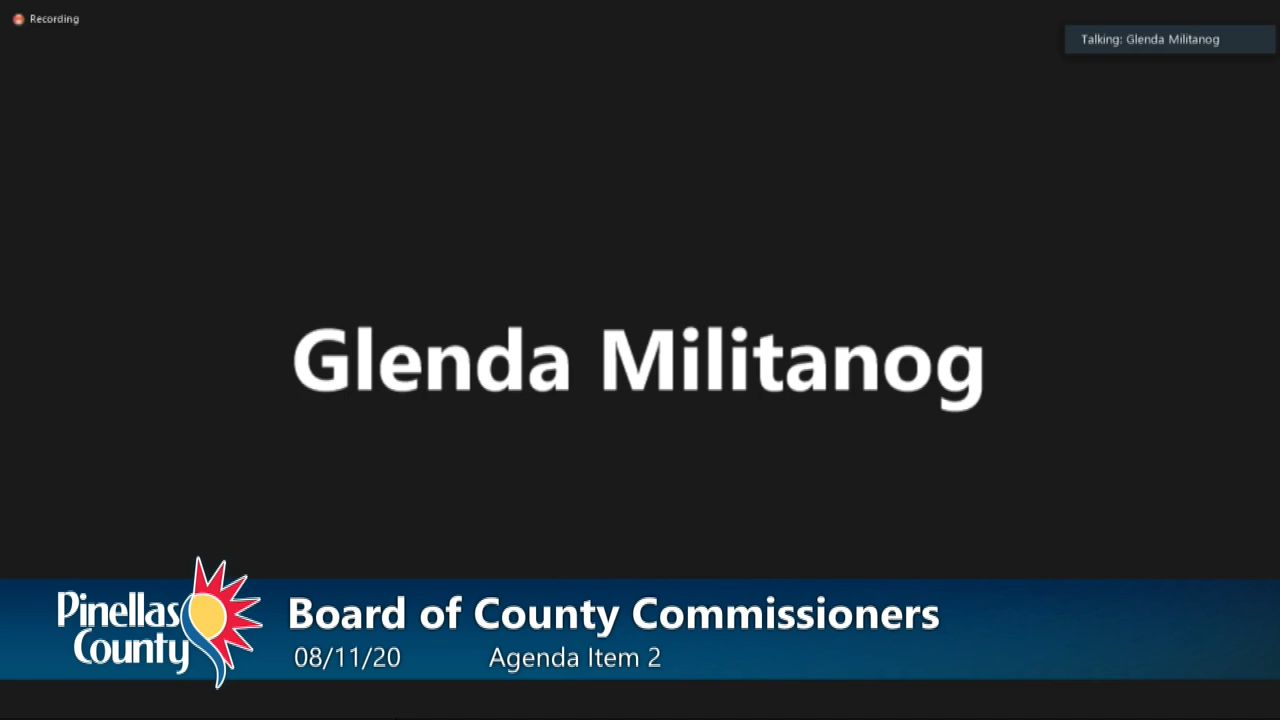 Recording
Talking: Glenda Militanog
Glenda Militanog
Pinellas
County
Board of County Commissioners
08/11/20 Agenda Item 2